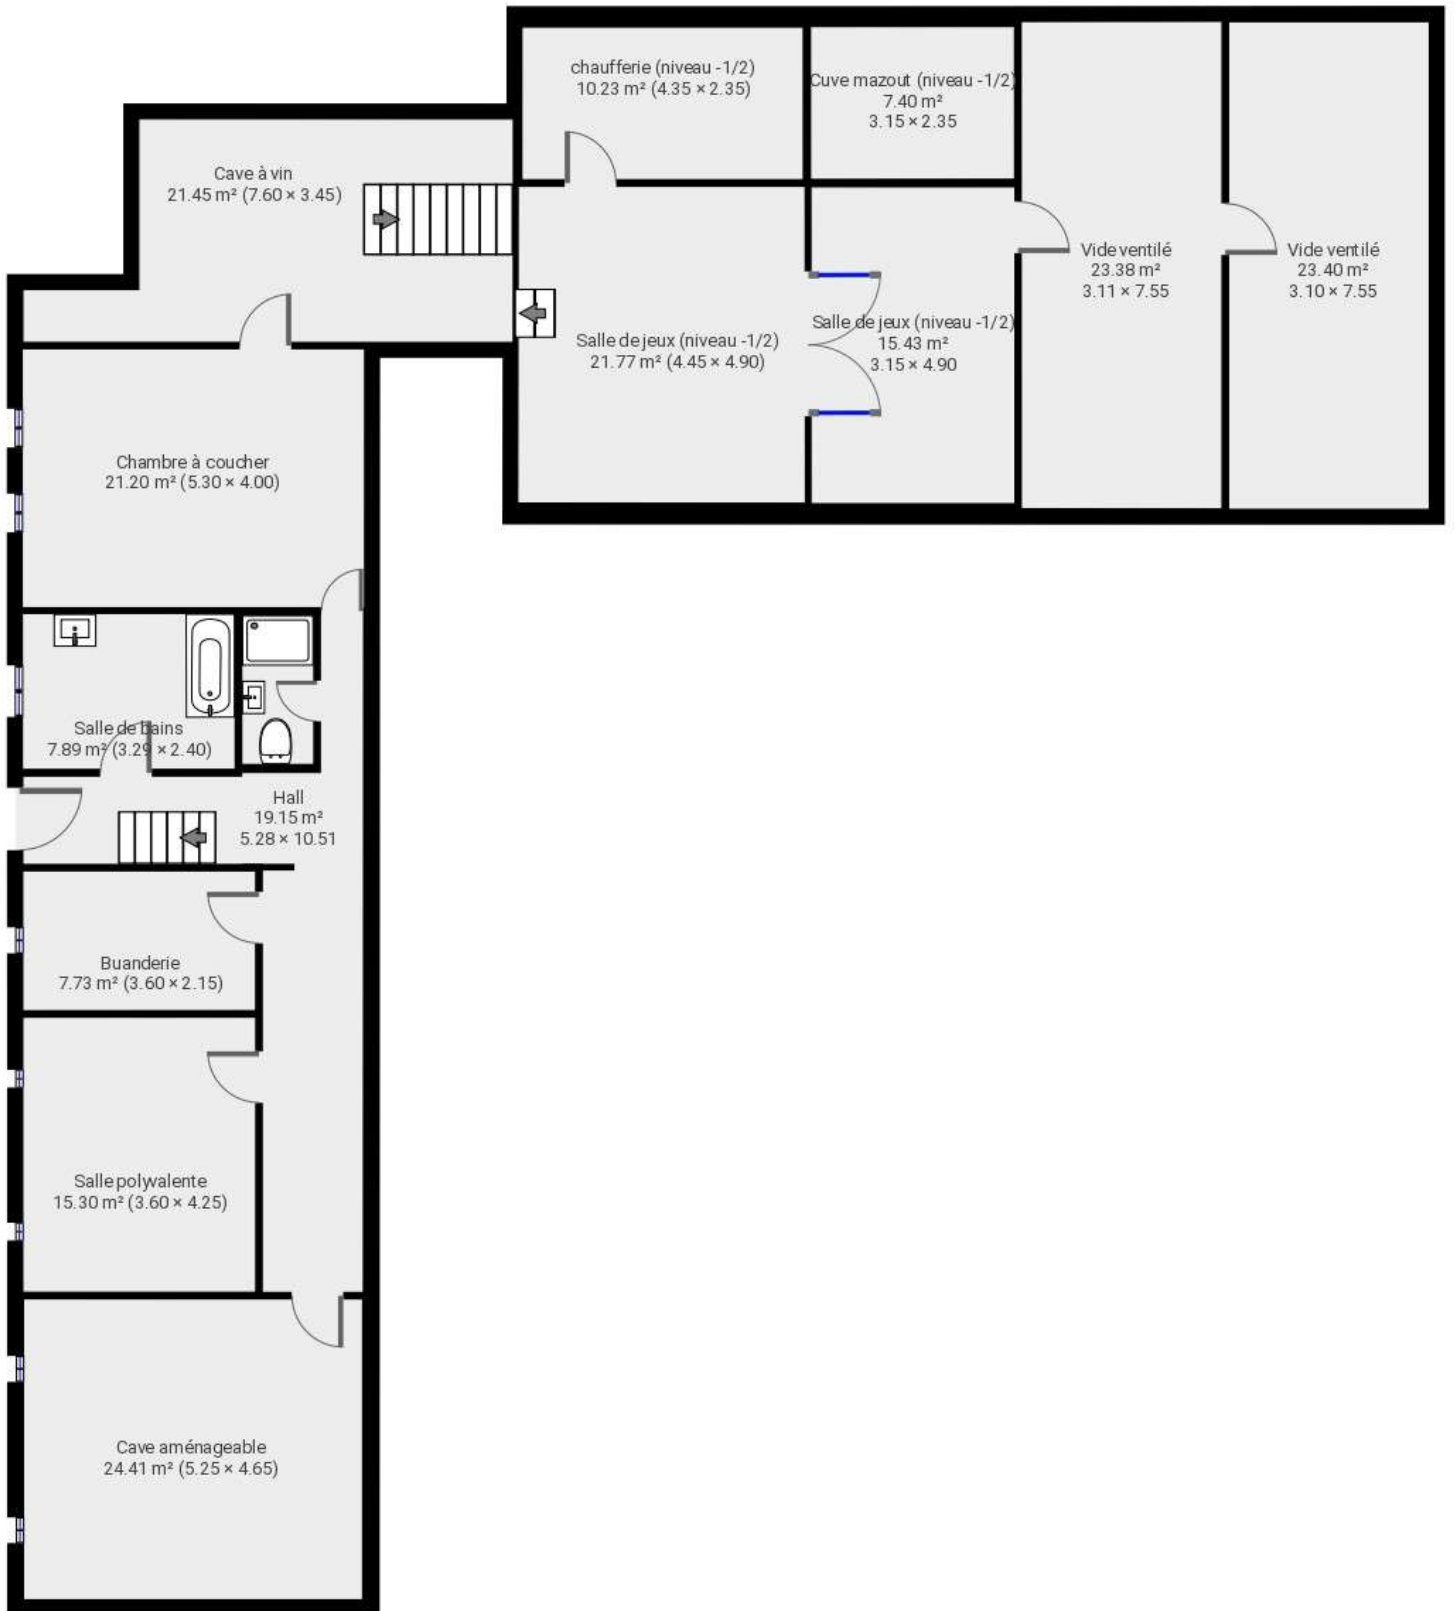 chaufferie (niveau -1/2)
10.23 m² (4.35 × 2.35)
Cuve mazout (niveau -1/2)
7.40 m²
3.15 × 2.35
Cave à vin
21.45 m² (7.60 × 3.45)
Vide ventilé
23.38 m²
3.11 × 7.55
Vide ventilé
23.40 m²
3.10 × 7.55
Salle de jeux (niveau -1/2)
21.77 m² (4.45 × 4.90)
Salle de jeux (niveau -1/2)
15.43 m²
3.15 × 4.90
Chambre à coucher
21.20 m² (5.30 × 4.00)
Salle de bains
7.89 m² (3.29 × 2.40)
Hall
19.15 m²
5.28 × 10.51
Buanderie
7.73 m² (3.60 × 2.15)
Salle polyvalente
15.30 m² (3.60 × 4.25)
Cave aménageable
24.41 m² (5.25 × 4.65)